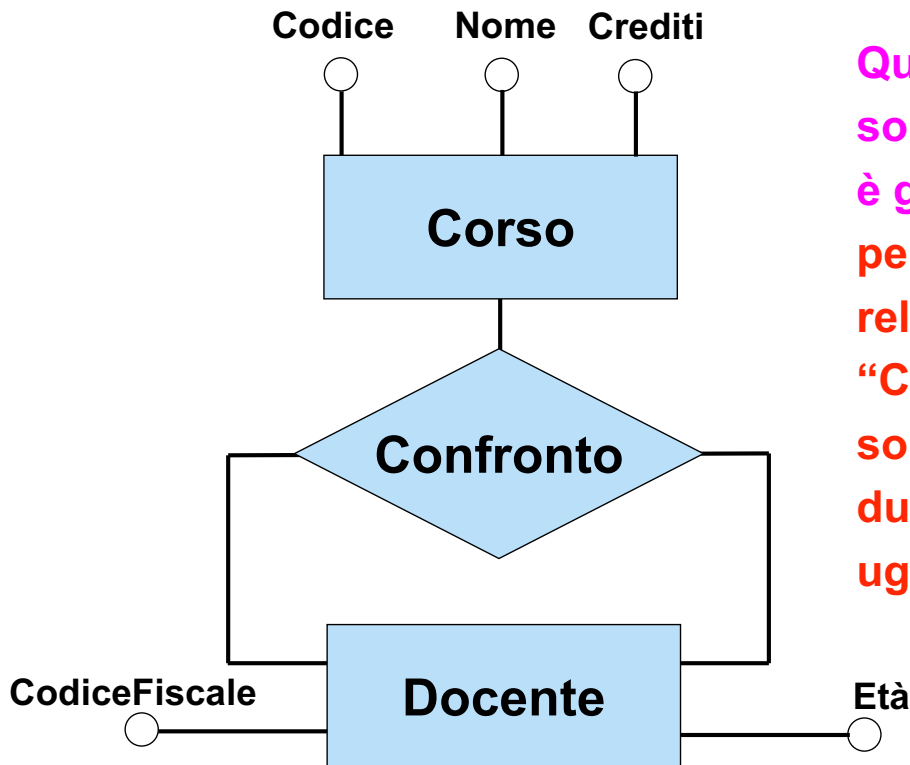 Codice Nome Crediti
Corso
Confronto
CodiceFiscale
Docente
Età
Qu
so
è g
pe
rel
“C
so
du
ug